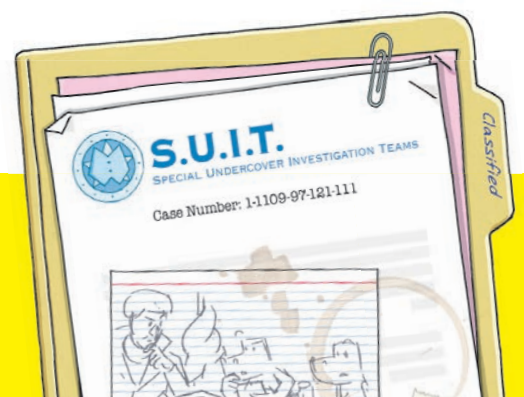 S.U.I.T.
SPECIAL UNDERCOVER INVESTIGATION TEAMS
Case Number: 1-1109-97-121-111
Classified